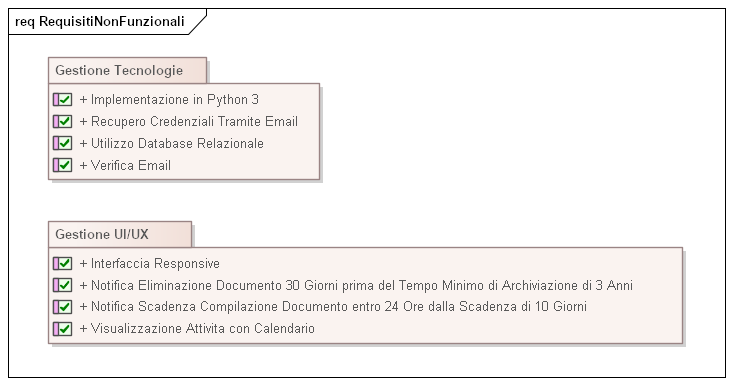 req RequisitiNonFunzionali
Gestione Tecnologie
+ Implementazione in Python 3
+ Recupero Credenziali Tramite Email
+ Utilizzo Database Relazionale
+ Verifica Email
Gestione UI/UX
+ Interfaccia Responsive
+ Notifica Eliminazione Documento 30 Giorni prima del Tempo Minimo di Archiviazione di 3 Anni
+ Notifica Scadenza Compilazione Documento entro 24 Ore dalla Scadenza di 10 Giorni
+ Visualizzazione Attivita con Calendario